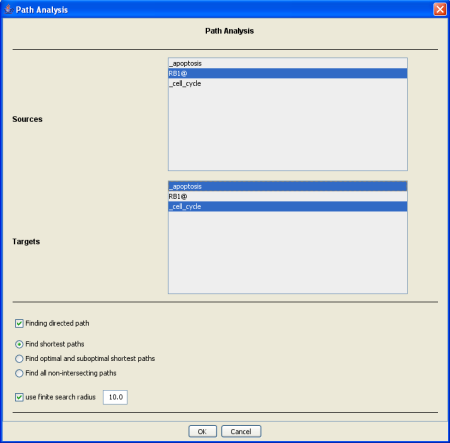 Path Analysis
Path Analysis
_apoptosis
RB1@
_cell_cycle
Sources
_apoptosis
RB1@
_cell_cycle
Targets
Finding directed path
Find shortest paths
Find optimal and suboptimal shortest paths
Find all non-intersecting paths
use finite search radius 10.0
OK Cancel